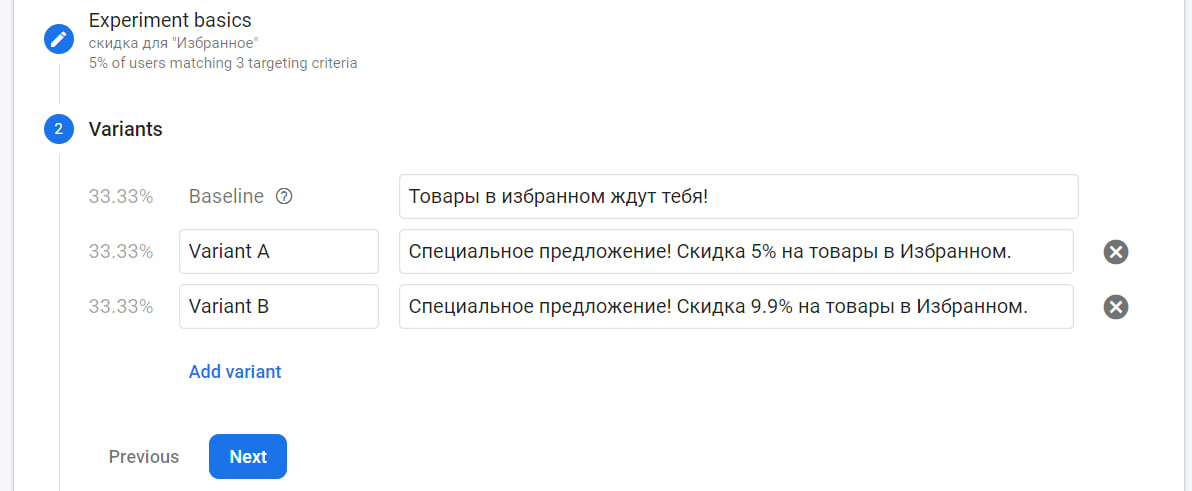 Experiment basics
скидка для "Избранное"
5% of users matching 3 targeting criteria
2 Variants
33.33% Baseline ? Товары в избранном ждут тебя!
33.33% Variant A Специальное предложение! Скидка 5% на товары в Избранном.
33.33% Variant B Специальное предложение! Скидка 9.9% на товары в Избранном.
Add variant
Previous Next